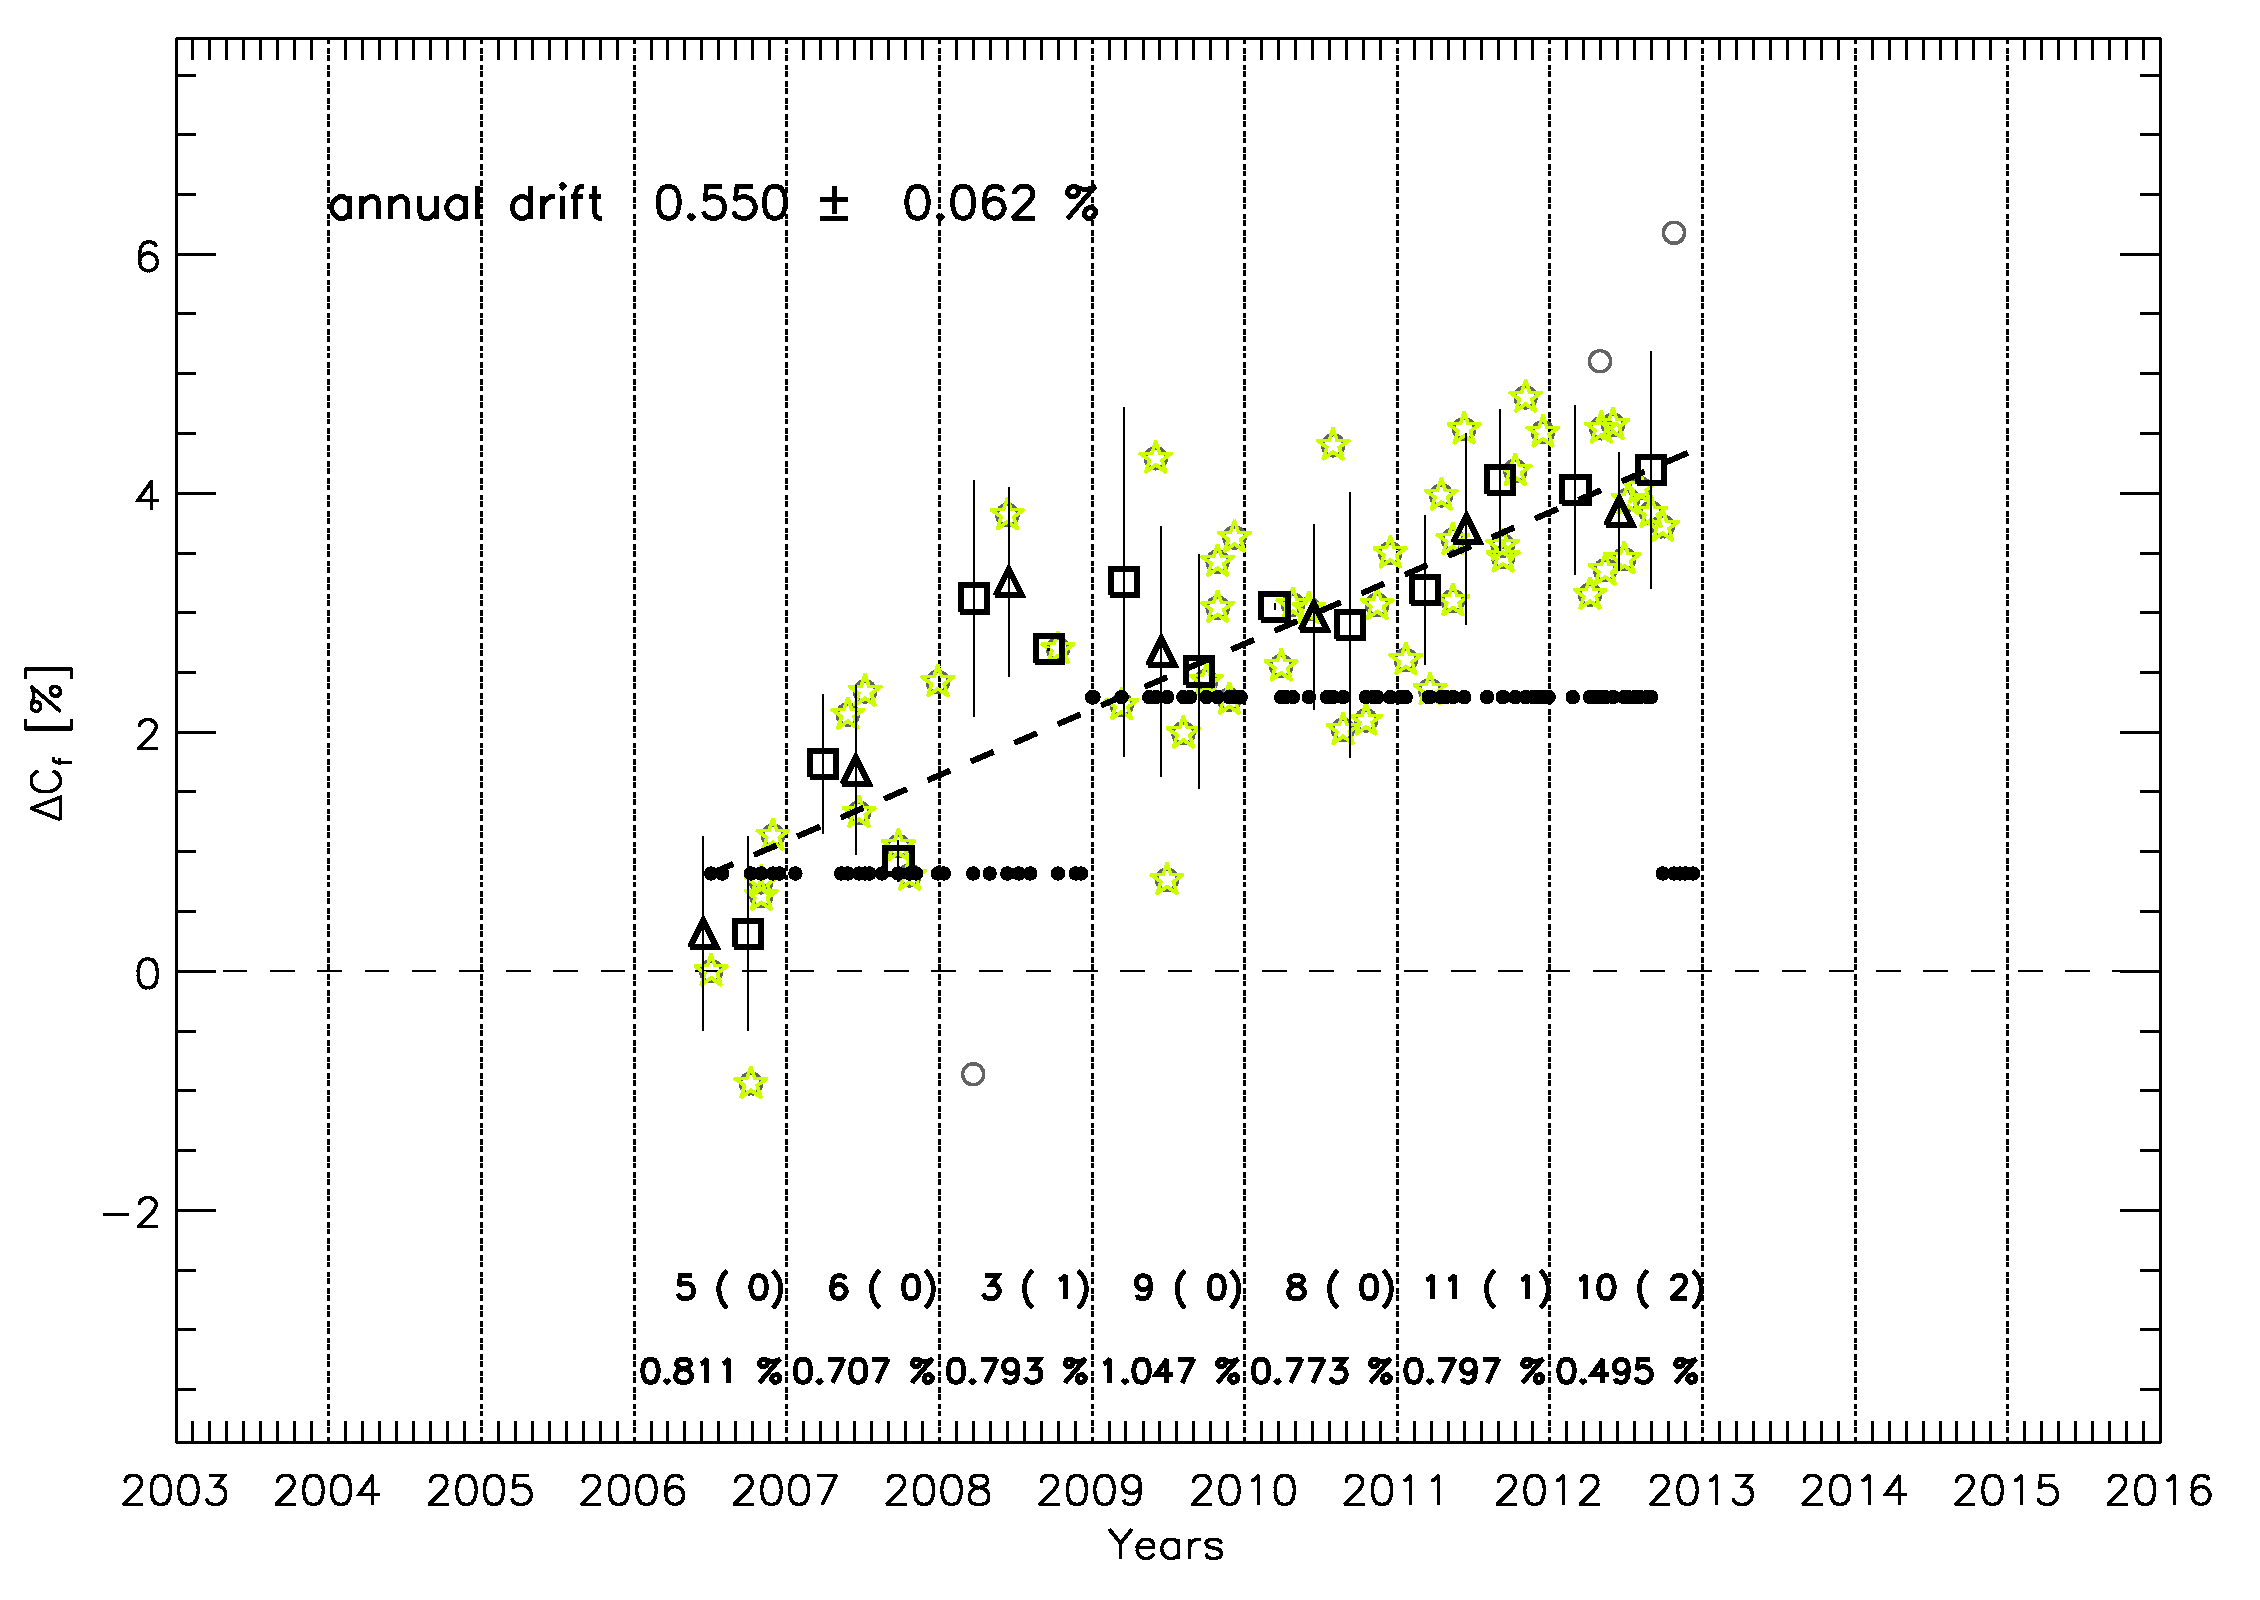 annual drift 0.550 ± 0.062 %
6
4
2
0
−2
ΔCf [%]
5 ( 0) 6 ( 0) 3 ( 1) 9 ( 0) 8 ( 0) 11 ( 1) 10 ( 2)
0.811 % 0.707 % 0.793 % 1.047 % 0.773 % 0.797 % 0.495 %
2003 2004 2005 2006 2007 2008 2009 2010 2011 2012 2013 2014 2015 2016
Years